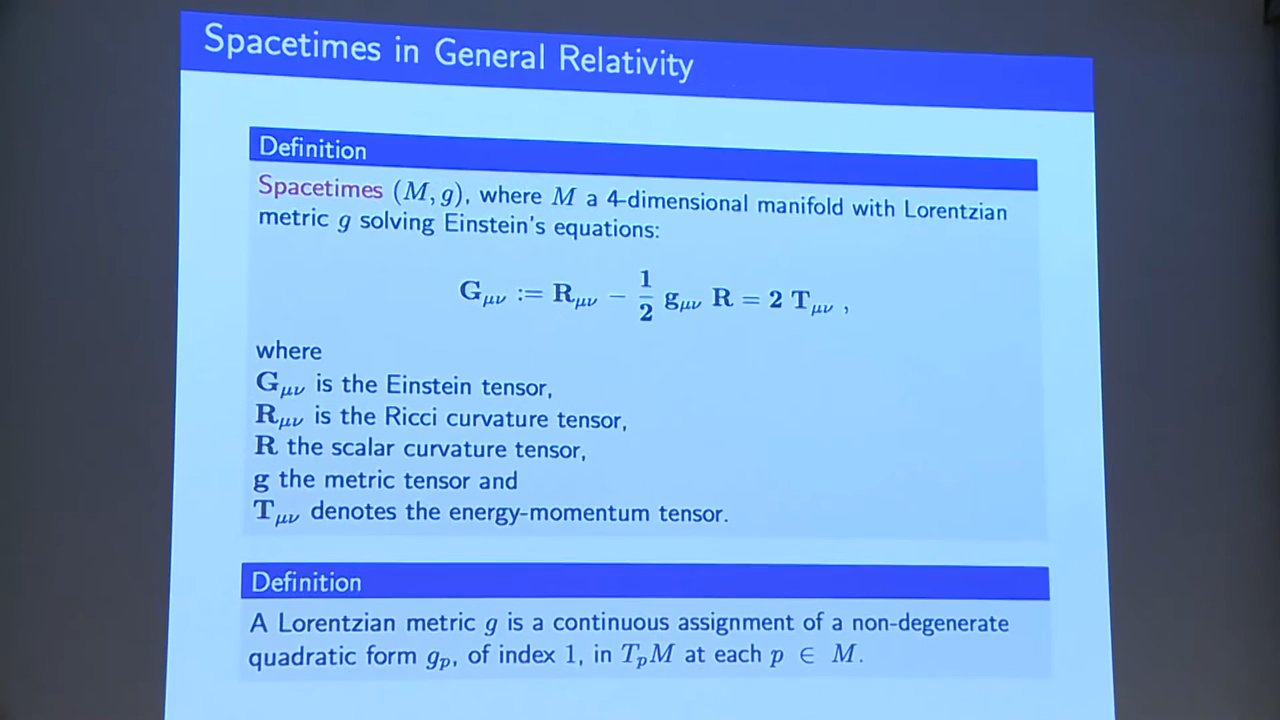 Spacetimes in General Relativity
Definition
Spacetimes (M, g), where M a 4-dimensional manifold with Lorentzian
metric g solving Einstein's equations:
G_{μν} := R_{μν} − \frac{1}{2} g_{μν} R = 2 T_{μν} ,
where
G_{μν} is the Einstein tensor,
R_{μν} is the Ricci curvature tensor,
R the scalar curvature tensor,
g the metric tensor and
T_{μν} denotes the energy-momentum tensor.
Definition
A Lorentzian metric g is a continuous assignment of a non-degenerate
quadratic form g_p, of index 1, in T_pM at each p ∈ M.